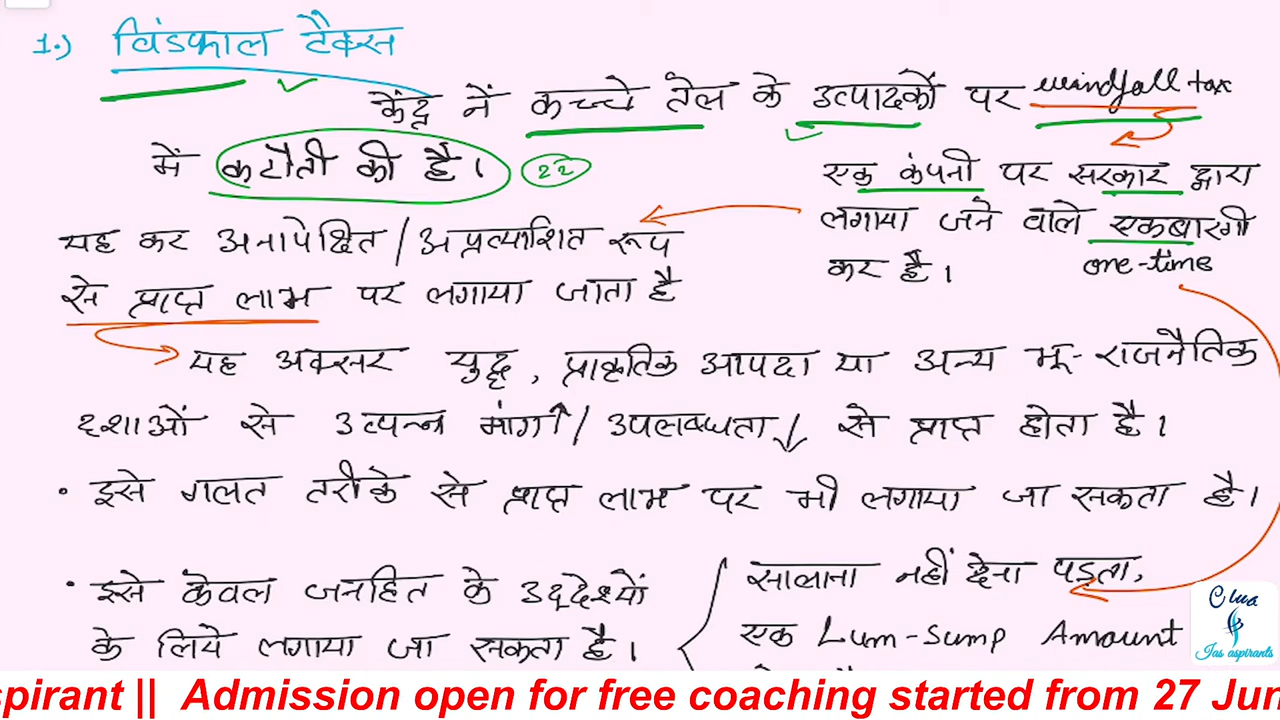 1.) विंडफाल टैक्स
केंद्र ने कच्चे तेल के उत्पादकों पर windfall tax
में कटौती की है। 22
एक कंपनी पर सरकार द्वारा
लगाया जाने वाले एकबारगी
कर है। one-time
यह कर अनापेक्षित / अप्रत्याशित रूप
से प्राप्त लाभ पर लगाया जाता है
यह अक्सर युद्ध, प्राकृतिक आपदा या अन्य भू-राजनैतिक
दशाओं से उत्पन्न मांग↑ / उपलब्धता↓ से प्राप्त होता है।
• इसे गलत तरीके से प्राप्त लाभ पर भी लगाया जा सकता है।
• इसे केवल जनहित के उद्देश्यों
के लिये लगाया जा सकता है।
सालाना नहीं देना पड़ता,
एक Lum-Sump Amount
Clue
Ias aspirants
spirant || Admission open for free coaching started from 27 Jun